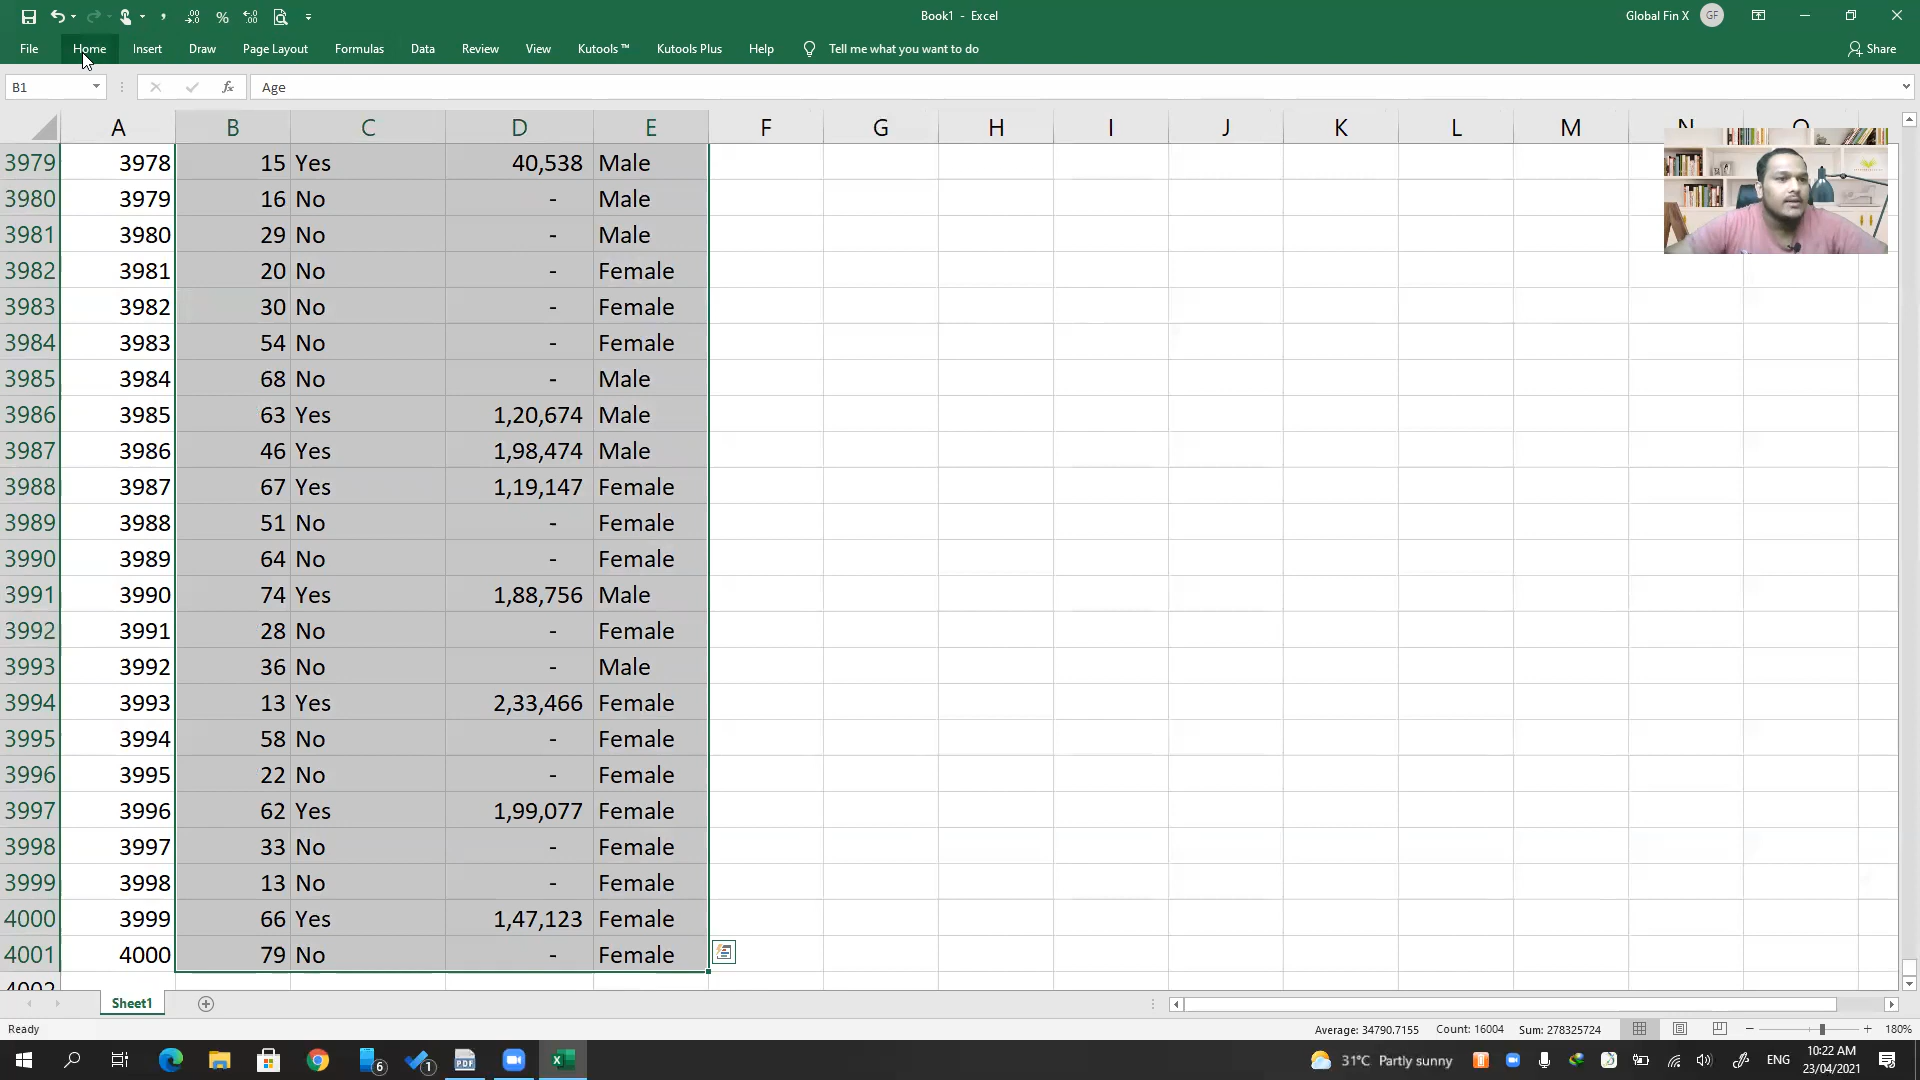 Book1 - Excel
Global Fin X GF
File Home Insert Draw Page Layout Formulas Data Review View Kutools ™ Kutools Plus Help Tell me what you want to do Share
B1 fx Age
A B C D E F G H I J K L M N O
3979 3978 15 Yes 40,538 Male
3980 3979 16 No - Male
3981 3980 29 No - Male
3982 3981 20 No - Female
3983 3982 30 No - Female
3984 3983 54 No - Female
3985 3984 68 No - Male
3986 3985 63 Yes 1,20,674 Male
3987 3986 46 Yes 1,98,474 Male
3988 3987 67 Yes 1,19,147 Female
3989 3988 51 No - Female
3990 3989 64 No - Female
3991 3990 74 Yes 1,88,756 Male
3992 3991 28 No - Female
3993 3992 36 No - Male
3994 3993 13 Yes 2,33,466 Female
3995 3994 58 No - Female
3996 3995 22 No - Female
3997 3996 62 Yes 1,99,077 Female
3998 3997 33 No - Female
3999 3998 13 No - Female
4000 3999 66 Yes 1,47,123 Female
4001 4000 79 No - Female
4002
Sheet1
Ready Average: 34790.7155 Count: 16004 Sum: 278325724 180%
6 1 PDF 31°C Partly sunny ENG 10:22 AM
23/04/2021